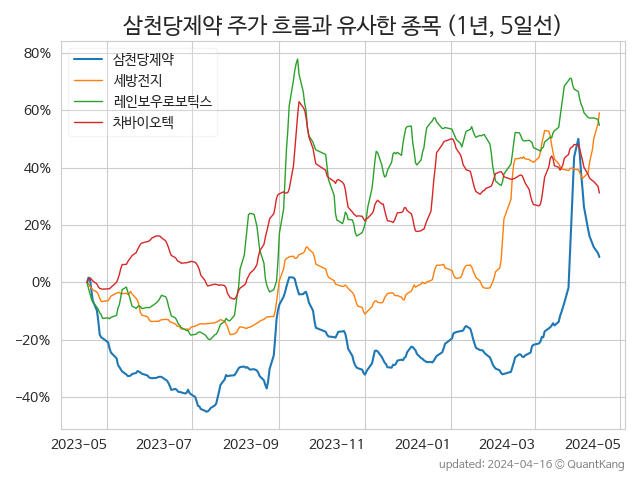 삼천당제약 주가 흐름과 유사한 종목 (1년, 5일선)
삼천당제약
세방전지
레인보우로보틱스
차바이오텍
80%
60%
40%
20%
0%
−20%
−40%
2023-05 2023-07 2023-09 2023-11 2024-01 2024-03 2024-05
updated: 2024-04-16 © QuantKang